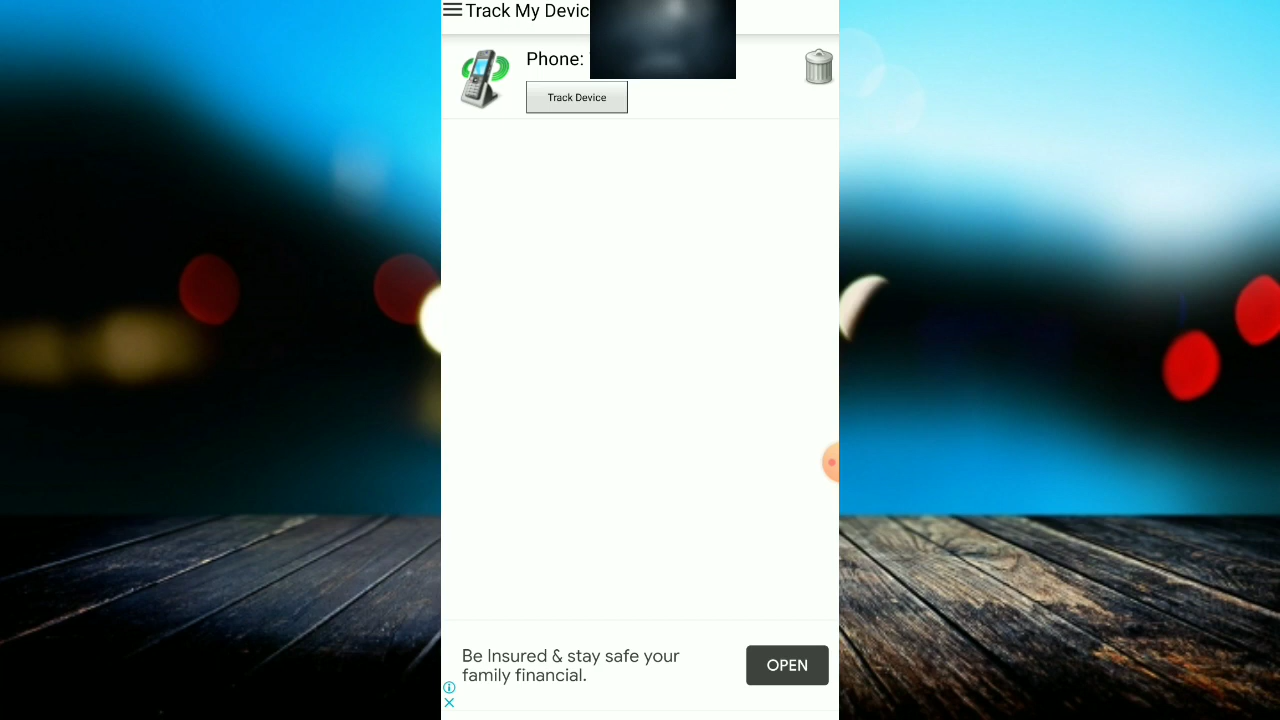 Track My Devic
Phone:
Track Device
Be Insured & stay safe your
family financial.
OPEN